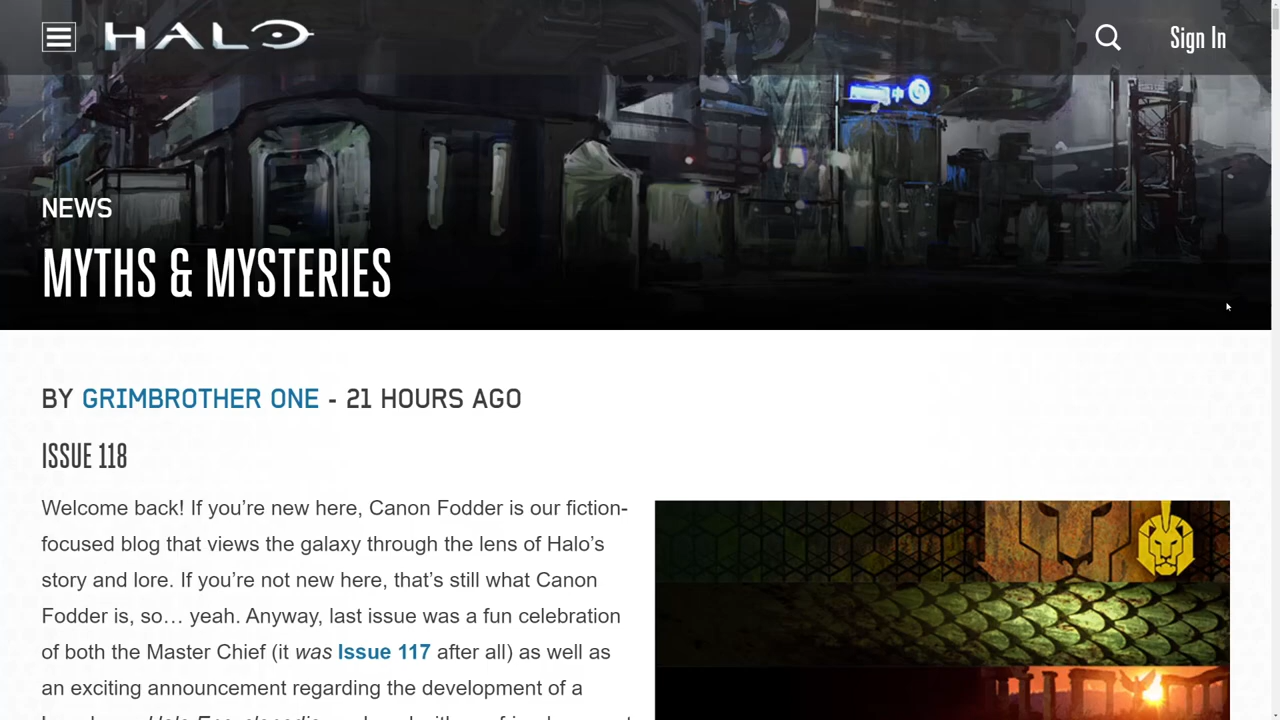 HALO
Sign In
NEWS
MYTHS & MYSTERIES
BY GRIMBROTHER ONE - 21 HOURS AGO
ISSUE 118
Welcome back! If you’re new here, Canon Fodder is our fiction-
focused blog that views the galaxy through the lens of Halo’s
story and lore. If you’re not new here, that’s still what Canon
Fodder is, so… yeah. Anyway, last issue was a fun celebration
of both the Master Chief (it was Issue 117 after all) as well as
an exciting announcement regarding the development of a